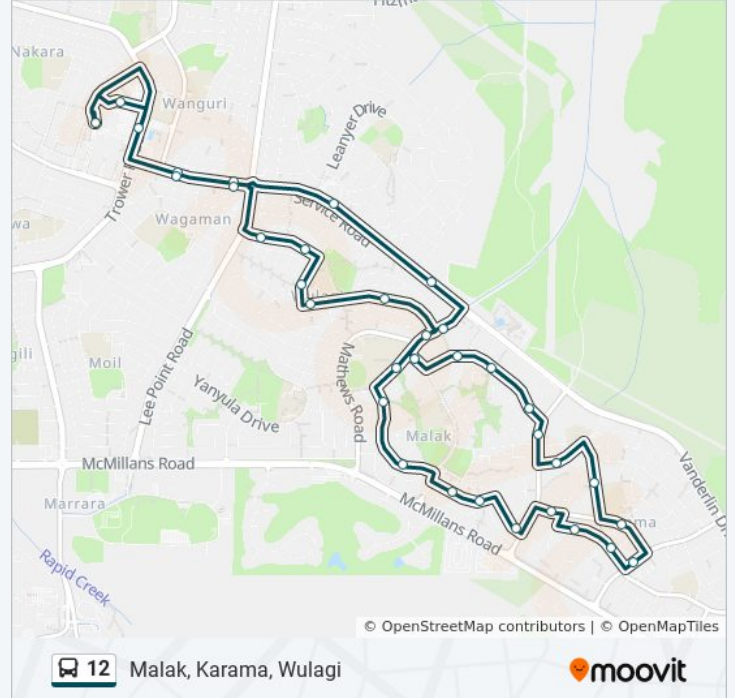 Nakara
Wanguri
Leanyer Drive
Trower
Wagaman
Service Road
Moil
Lee Point Road
Mathews Road
Yanyula Drive
Malak
McMillans Road
Vanderlin Dr
Marrara
McMillans Road
Rapid Creek
© OpenStreetMap contributors | © OpenMapTiles
12 Malak, Karama, Wulagi
moovit